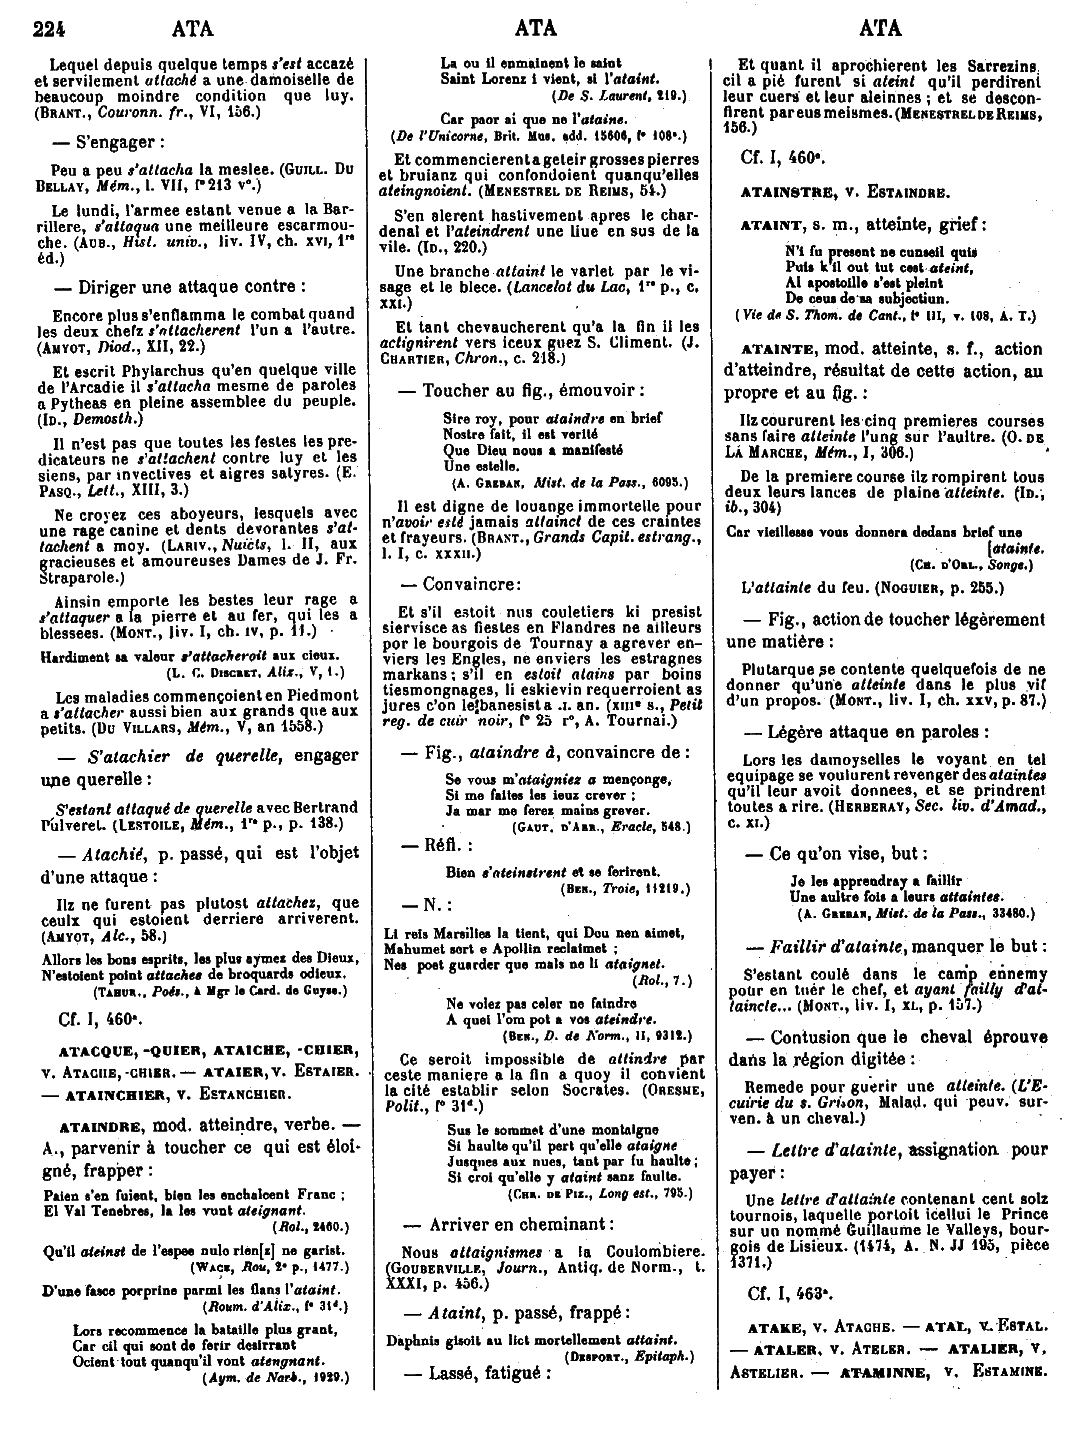 224 ATA ATA ATA
Lequel depuis quelque temps s'est accazé
et servilement attaché a une damoiselle de
beaucoup moindre condition que luy.
(BRANT., Couronn. fr., VI, 156.)
— S'engager :
Peu a peu s'attacha la meslee. (GUILL. DU
BELLAY, Mém., l. VII, f° 213 v°.)
Le lundi, l'armee estant venue a la Bar-
rillere, s'attaqua une meilleure escarmou-
che. (AUB., Hist. univ., liv. IV, ch. XVI, 1re
éd.)
— Diriger une attaque contre :
Encore plus s'enflamma le combat quand
les deux chefz s'attacherent l'un a l'autre.
(AMYOT, Diod., XII, 22.)
Et escrit Phylarchus qu'en quelque ville
de l'Arcadie il s'attacha mesme de paroles
a Pytheas en pleine assemblee du peuple.
(ID., Demosth.)
Il n'est pas que toutes les festes les pre-
dicateurs ne s'attachent contre luy et les
siens, par invectives et aigres satyres. (E.
PASQ., Lett., XIII, 3.)
Ne croyez ces aboyeurs, lesquels avec
une rage canine et dents devorantes s'at-
tachent a moy. (LARIV., Nuicts, l. II, aux
gracieuses et amoureuses Dames de J. Fr.
Straparole.)
Ainsin emporte les bestes leur rage a
s'attaquer a la pierre et au fer, qui les a
blessees. (MONT., liv. I, ch. IV, p. 11.)
Hardiment sa valeur s'attacheroit aux cieux.
(L. C. DISCRET, Aliz., V, 1.)
Les maladies commençoient en Piedmont
a s'attacher aussi bien aux grands que aux
petits. (DU VILLARS, Mém., V, an 1558.)
— S'atachier de querelle, engager
une querelle :
S'estant attaqué de querelle avec Bertrand
Pulveret. (LESTOILE, Mém., 1re p., p. 138.)
— Atachié, p. passé, qui est l'objet
d'une attaque :
Ilz ne furent pas plutost attachez, que
ceulx qui estoient derriere arriverent.
(AMYOT, Alc., 58.)
Allors les bons esprits, les plus aymez des Dieux,
N'estoient point attachez de broquards odieux.
(TAHUR., Poés., à Mgr le Card. de Guyse.)
Cf. I, 460a.
ATACQUE, -QUIER, ATAICHE, -CHIER,
V. ATACHE, -CHIER. — ATAIER, V. ESTAIER.
— ATAINCHIER, V. ESTANCHIER.
ATAINDRE, mod. atteindre, verbe. —
A., parvenir à toucher ce qui est éloi-
gné, frapper :
Paien s'en fuient, bien les enchalcent Franc ;
El Val Tenebres, la les vunt ateignant.
(Rol., 2460.)
Qu'il ateinst de l'espee nulo rien[s] ne garist.
(WACE, Rou, 2e p., 1477.)
D'une fasce porprine parmi les flans l'ataint.
(Roum. d'Alix., f° 31d.)
Lors recommence la bataille plus grant,
Car cil qui sont de ferir desirrant
Ocient tout quanqu'il vont atengnant.
(Aym. de Narb., 1929.)
La ou il enmainent le saint
Saint Lorenz i vient, si l'ataint.
(De S. Laurent, 219.)
Car paor ai que ne l'ataine.
(De l'Unicorne, Brit. Mus. add. 15606, f° 108a.)
Et commencierent a geteir grosses pierres
et bruianz qui confondoient quanqu'elles
ateingnoient. (MENESTREL DE REIMS, 54.)
S'en alerent hastivement apres le char-
denal et l'ateindrent une liue en sus de la
vile. (ID., 220.)
Une branche attaint le varlet par le vi-
sage et le blece. (Lancelot du Lac, 1re p., c.
XXI.)
Et tant chevaucherent qu'a la fin il les
actignirent vers iceux guez S. Climent. (J.
CHARTIER, Chron., c. 218.)
— Toucher au fig., émouvoir :
Sire roy, pour ataindre en brief
Nostre fait, il est verité
Que Dieu nous a manifesté
Une estelle.
(A. GREBAN, Mist. de la Pass., 6095.)
Il est digne de louange immortelle pour
n'avoir esté jamais attainct de ces craintes
et frayeurs. (BRANT., Grands Capit. estrang.,
l. I, c. XXXII.)
— Convaincre:
Et s'il estoit nus couletiers ki presist
siervisce as fiestes en Flandres ne ailleurs
por le bourgois de Tournay a agrever en-
viers les Engles, ne enviers les estragnes
markans ; s'il en estoit atains par boins
tiesmongnages, li eskievin requerroient as
jures c'on le banesist a .I. an. (XIIIe s., Petit
reg. de cuir noir, f° 25 r°, A. Tournai.)
— Fig., ataindre à, convaincre de :
Se vous m'ataigniez a mençonge,
Si me faites les ieuz crever ;
Ja mar me ferez mains grever.
(GAUT. D'ARR., Eracle, 548.)
— Réfl. :
Bien s'ateinstrent et se ferirent.
(BEN., Troie, 11219.)
— N. :
Li reis Marsilles la tient, qui Deu nen aimet,
Mahumet sert e Apollin reclaimet ;
Nes poet guarder que mals ne li ataignet.
(Rol., 7.)
Ne volez pas celer ne faindre
A quel l'om pot a vos ateindre.
(BEN., D. de Norm., II, 9312.)
Ce seroit impossible de attindre par
ceste maniere a la fin a quoy il convient
la cité establir selon Socrates. (ORESME,
Polit., f° 31d.)
Sus le sommet d'une montaigne
Si haulte qu'il pert qu'elle ataigne
Jusques aux nues, tant par fu haulte ;
Si croi qu'elle y ataint sanz faulte.
(CHR. DE PIZ., Long est., 795.)
— Arriver en cheminant :
Nous attaignismes a la Coulombiere.
(GOUBERVILLE, Journ., Antiq. de Norm., t.
XXXI, p. 456.)
— Ataint, p. passé, frappé :
Daphnis gisoit au lict mortellement attaint.
(DESPORT., Epitaph.)
— Lassé, fatigué :
Et quant il aprochierent les Sarrezins
cil a pié furent si ateint qu'il perdirent
leur cuers et leur aleinnes ; et se descon-
firent par eus meismes. (MENESTREL DE REIMS,
156.)
Cf. I, 460c.
ATAINSTRE, V. ESTAINDRE.
ATAINT, s. m., atteinte, grief :
N'i fu present ne cunseil quis
Puis k'il out tut cest ateint,
Al apostoille s'est pleint
De ceus de sa subjectiun.
(Vie de S. Thom. de Cant., f° III, v. 108, A. T.)
ATAINTE, mod. atteinte, s. f., action
d'atteindre, résultat de cette action, au
propre et au fig. :
Ilz coururent les cinq premieres courses
sans faire atteinte l'ung sur l'aultre. (O. DE
LA MARCHE, Mém., I, 306.)
De la premiere course ilz rompirent tous
deux leurs lances de plaine atteinte. (ID.,
ib., 304)
Car vieillesse vous donnera dedans brief une
[atainte.
(CH. D'ORL., Songe.)
L'attainte du feu. (NOGUIER, p. 255.)
— Fig., action de toucher légèrement
une matière :
Plutarque se contente quelquefois de ne
donner qu'une atteinte dans le plus vif
d'un propos. (MONT., liv. I, ch. XXV, p. 87.)
— Légère attaque en paroles :
Lors les damoyselles le voyant en tel
equipage se voulurent revenger des ataintes
qu'il leur avoit donnees, et se prindrent
toutes a rire. (HERBERAY, Sec. liv. d'Amad.,
c. XI.)
— Ce qu'on vise, but :
Je les apprendray a faillir
Une aultre fois a leurs attaintes.
(A. GREBAN, Mist. de la Pass., 33480.)
— Faillir d'atainte, manquer le but :
S'estant coulé dans le camp ennemy
pour en tuer le chef, et ayant failly d'at-
taincte... (MONT., liv. I, XL, p. 157.)
— Contusion que le cheval éprouve
dans la région digitée :
Remede pour guerir une atteinte. (L'E-
cuirie du s. Grison, Malad. qui peuv. sur-
ven. à un cheval.)
— Lettre d'atainte, assignation pour
payer :
Une lettre d'attainte contenant cent solz
tournois, laquelle portoit icellui le Prince
sur un nommé Guillaume le Valleys, bour-
gois de Lisieux. (1474, A. N. JJ 195, pièce
1371.)
Cf. I, 463a.
ATAKE, V. ATACHE. — ATAL, V. ESTAL.
— ATALER, V. ATELER. — ATALIER, V.
ASTELIER. — ATAMINNE, V. ESTAMINE.